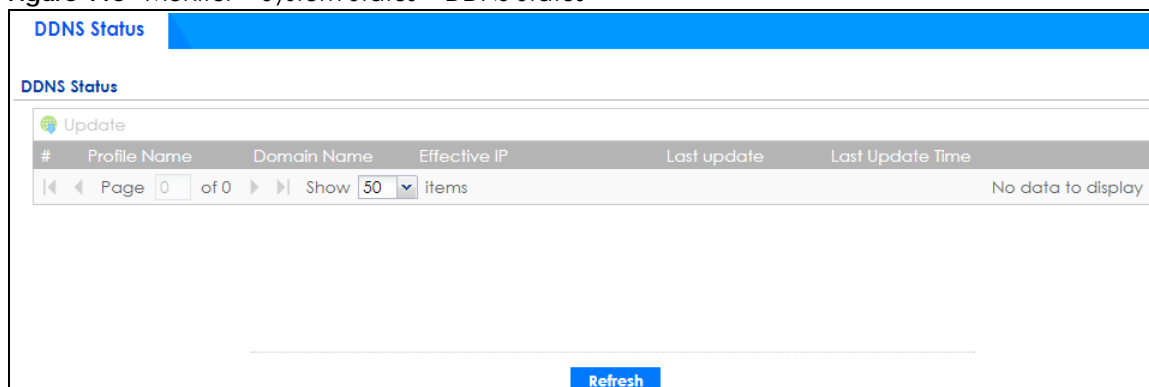 DDNS Status
DDNS Status
Update
# Profile Name Domain Name Effective IP Last update Last Update Time
Page 0 of 0 Show 50 items No data to display
Refresh